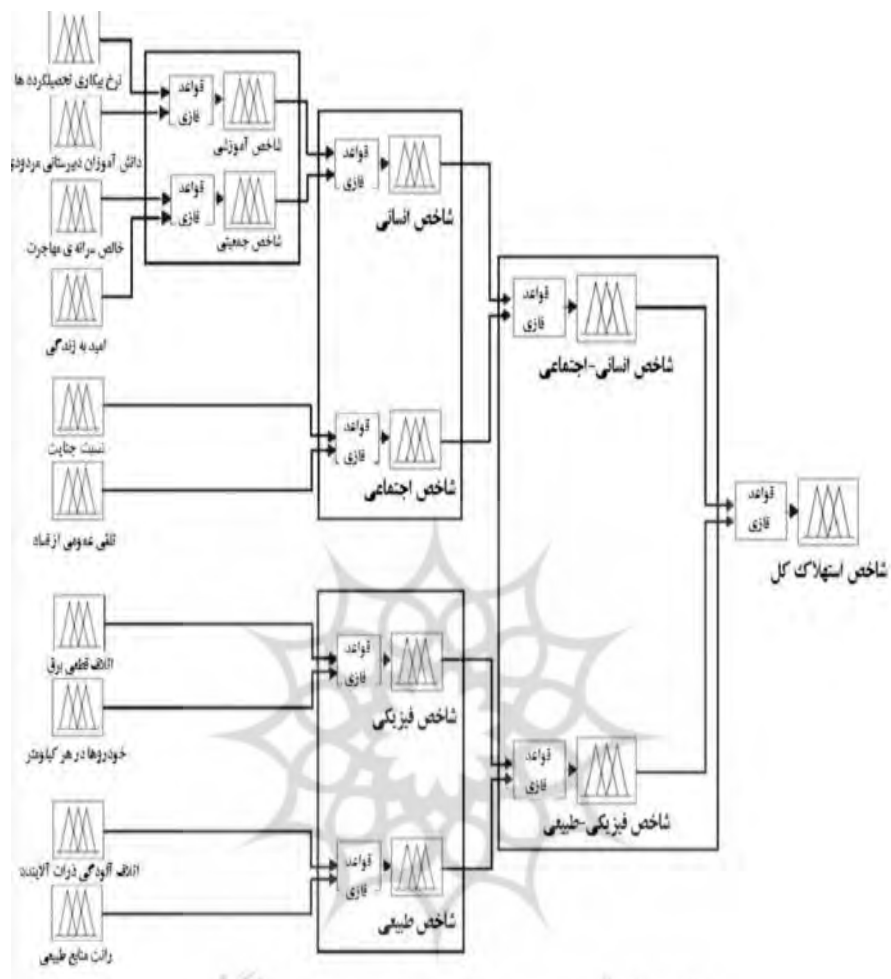 نرخ بیکاری تحصیلکرده ها
قواعد
فازی
شاخص آموزشی
دانش آموزان دبیرستانی مردودی
قواعد
فازی
شاخص جمعیتی
خالص سرانه ی مهاجرت
امید به زندگی
قواعد
فازی
شاخص انسانی
نسبت جنایت
تلقی عمومی از فساد
قواعد
فازی
شاخص اجتماعی
قواعد
فازی
شاخص انسانی-اجتماعی
اتلاف قطعی برق
خودروها در هر کیلومتر
قواعد
فازی
شاخص فیزیکی
اتلاف آلودگی ذرات آلاینده
رانت منابع طبیعی
قواعد
فازی
شاخص طبیعی
قواعد
فازی
شاخص فیزیکی-طبیعی
قواعد
فازی
شاخص استهلاک کل